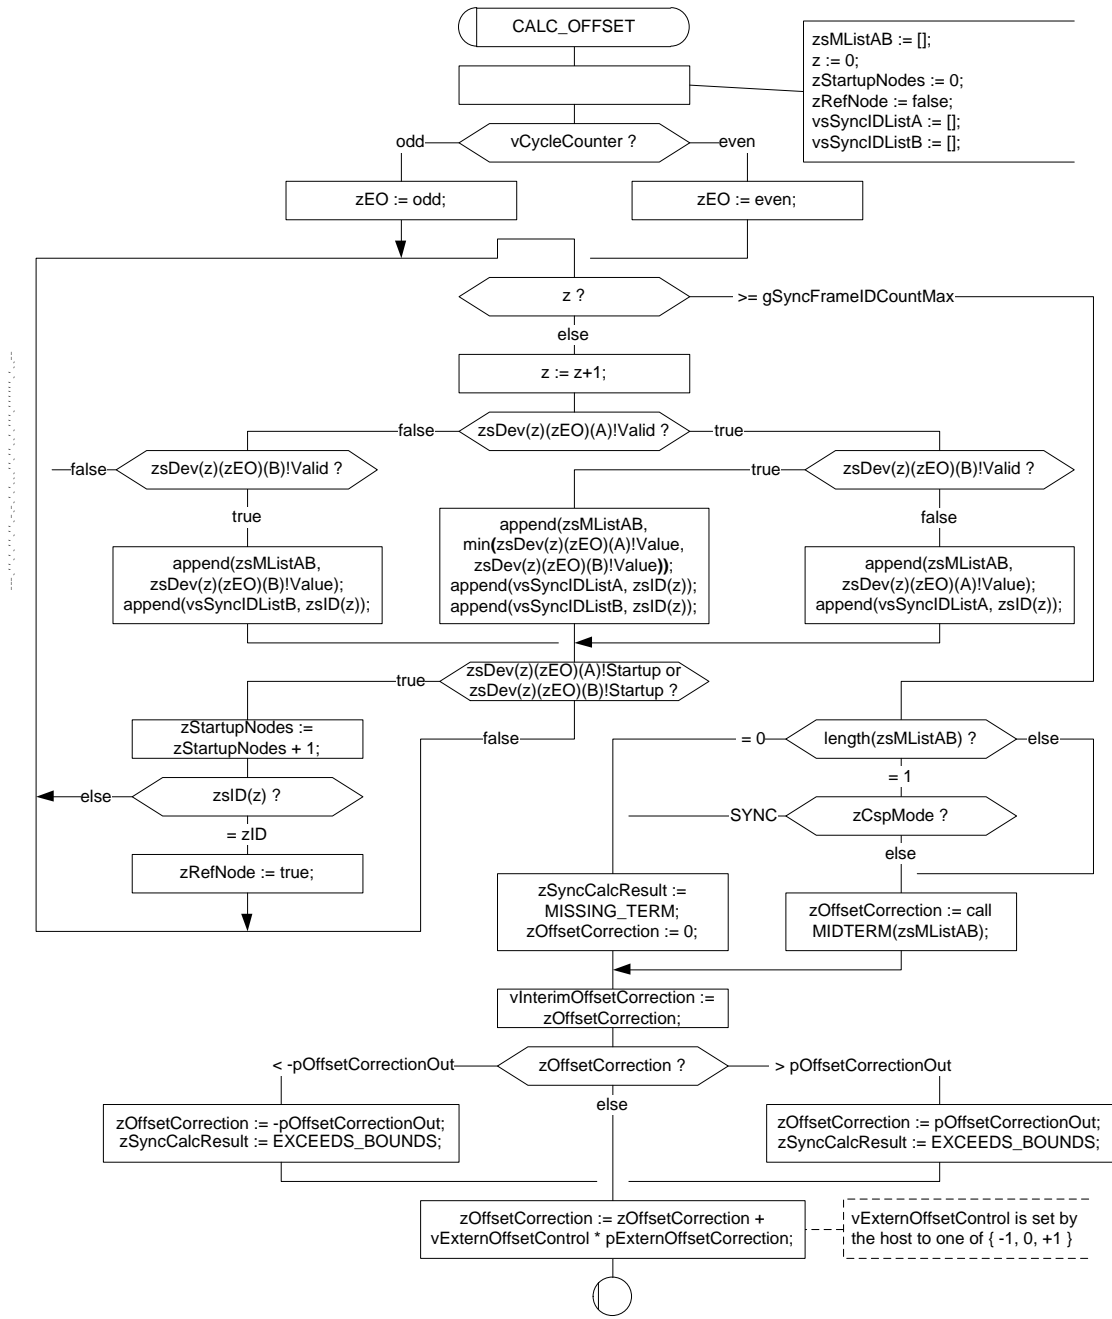 CALC_OFFSET
zsMListAB := [];
z := 0;
zStartupNodes := 0;
zRefNode := false;
vsSyncIDListA := [];
vsSyncIDListB := [];
odd
vCycleCounter ?
even
zEO := odd;
zEO := even;
z ?
>= gSyncFrameIDCountMax
else
z := z+1;
false
zsDev(z)(zEO)(A)!Valid ?
true
false
zsDev(z)(zEO)(B)!Valid ?
true
zsDev(z)(zEO)(B)!Valid ?
true
false
append(zsMListAB,
zsDev(z)(zEO)(B)!Value);
append(vsSyncIDListB, zsID(z));
append(zsMListAB,
min(zsDev(z)(zEO)(A)!Value,
zsDev(z)(zEO)(B)!Value));
append(vsSyncIDListA, zsID(z));
append(vsSyncIDListB, zsID(z));
append(zsMListAB,
zsDev(z)(zEO)(A)!Value);
append(vsSyncIDListA, zsID(z));
true
zsDev(z)(zEO)(A)!Startup or
zsDev(z)(zEO)(B)!Startup ?
false
zStartupNodes :=
zStartupNodes + 1;
= 0
length(zsMListAB) ?
else
= 1
else
zsID(z) ?
= zID
SYNC
zCspMode ?
else
zRefNode := true;
zSyncCalcResult :=
MISSING_TERM;
zOffsetCorrection := 0;
zOffsetCorrection := call
MIDTERM(zsMListAB);
vInterimOffsetCorrection :=
zOffsetCorrection;
< -pOffsetCorrectionOut
zOffsetCorrection ?
> pOffsetCorrectionOut
else
zOffsetCorrection := -pOffsetCorrectionOut;
zSyncCalcResult := EXCEEDS_BOUNDS;
zOffsetCorrection := pOffsetCorrectionOut;
zSyncCalcResult := EXCEEDS_BOUNDS;
zOffsetCorrection := zOffsetCorrection +
vExternOffsetControl * pExternOffsetCorrection;
vExternOffsetControl is set by
the host to one of { -1, 0, +1 }